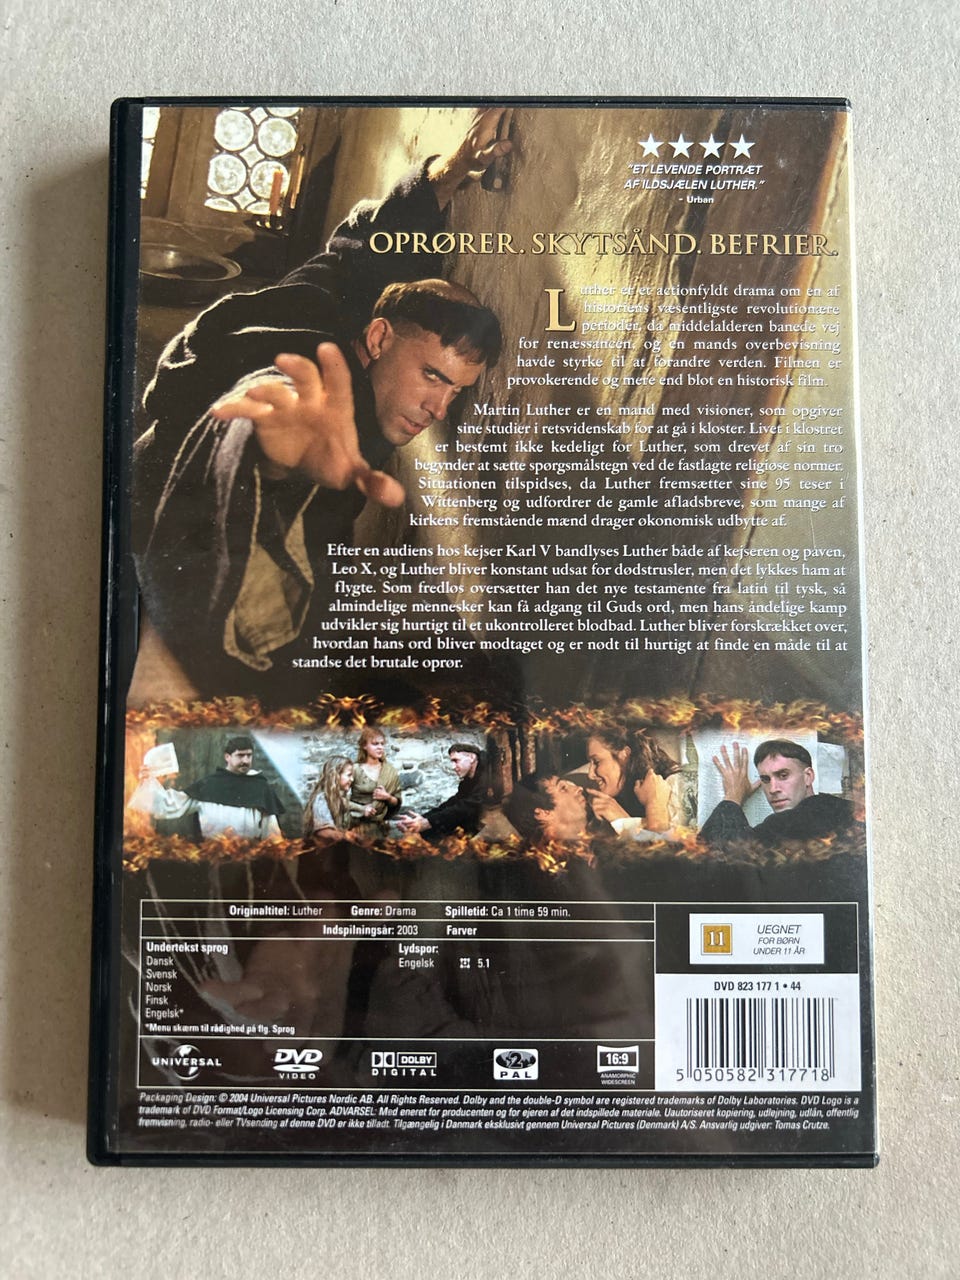 "ET LEVENDE PORTRÆT
AF ILDSJÆLEN LUTHER."
- Urban
OPRØRER. SKYTSÅND. BEFRIER.
Luther er et actionfyldt drama om en af
historiens væsentligste revolutionære
perioder, da middelalderen banede vej
for renæssancen, og en mands overbevisning
havde styrke til at forandre verden. Filmen er
provokerende og mere end blot en historisk film.
Martin Luther er en mand med visioner, som opgiver
sine studier i retsvidenskab for at gå i kloster. Livet i klostret
er bestemt ikke kedeligt for Luther, som drevet af sin tro
begynder at sætte spørgsmålstegn ved de fastlagte religiøse normer.
Situationen tilspidses, da Luther fremsætter sine 95 teser i
Wittenberg og udfordrer de gamle afladsbreve, som mange af
kirkens fremstående mænd drager økonomisk udbytte af.
Efter en audiens hos kejser Karl V bandlyses Luther både af kejseren og paven,
Leo X, og Luther bliver konstant udsat for dødstrusler, men det lykkes ham at
flygte. Som fredløs oversætter han det nye testamente fra latin til tysk, så
almindelige mennesker kan få adgang til Guds ord, men hans åndelige kamp
udvikler sig hurtigt til et ukontrolleret blodbad. Luther bliver forskrækket over,
hvordan hans ord bliver modtaget og er nødt til hurtigt at finde en måde til at
standse det brutale oprør.
Originaltitel: Luther Genre: Drama Spilletid: Ca 1 time 59 min.
Indspilningsår: 2003 Farver
Undertekst sprog
Dansk
Svensk
Norsk
Finsk
Engelsk*
*Menu skærm til rådighed på flg. Sprog
Lydspor:
Engelsk 5.1
11
UEGNET
FOR BØRN
UNDER 11 ÅR
DVD 823 177 1 • 44
5 050582 317718
UNIVERSAL
DVD
VIDEO
DOLBY
DIGITAL
2
PAL
16:9
ANAMORPHIC
WIDESCREEN
Packaging Design: © 2004 Universal Pictures Nordic AB. All Rights Reserved. Dolby and the double-D symbol are registered trademarks of Dolby Laboratories. DVD Logo is a
trademark of DVD Format/Logo Licensing Corp. ADVARSEL: Med eneret for producenten og for ejeren af det indspillede materiale. Uautoriseret kopiering, udlejning, udlån, offentlig
fremvisning, radio- eller TVsending af denne DVD er ikke tilladt. Tilgængelig i Danmark eksklusivt gennem Universal Pictures (Denmark) A/S. Ansvarlig udgiver: Tomas Crutze.